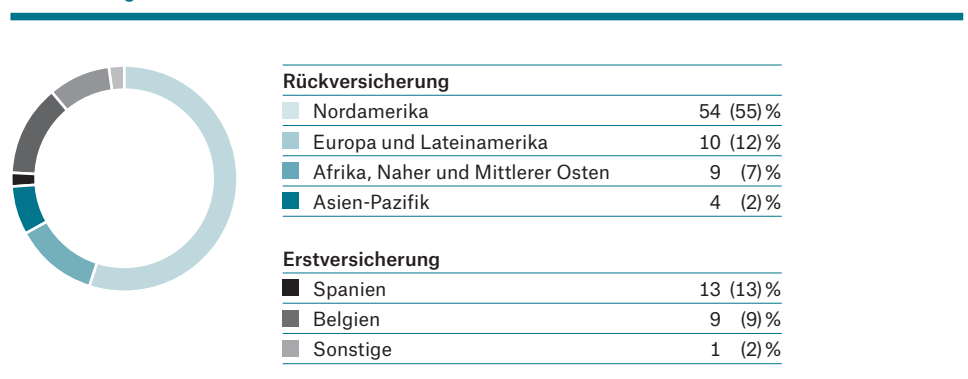 Rückversicherung
Nordamerika 54 (55) %
Europa und Lateinamerika 10 (12) %
Afrika, Naher und Mittlerer Osten 9 (7) %
Asien-Pazifik 4 (2) %
Erstversicherung
Spanien 13 (13) %
Belgien 9 (9) %
Sonstige 1 (2) %